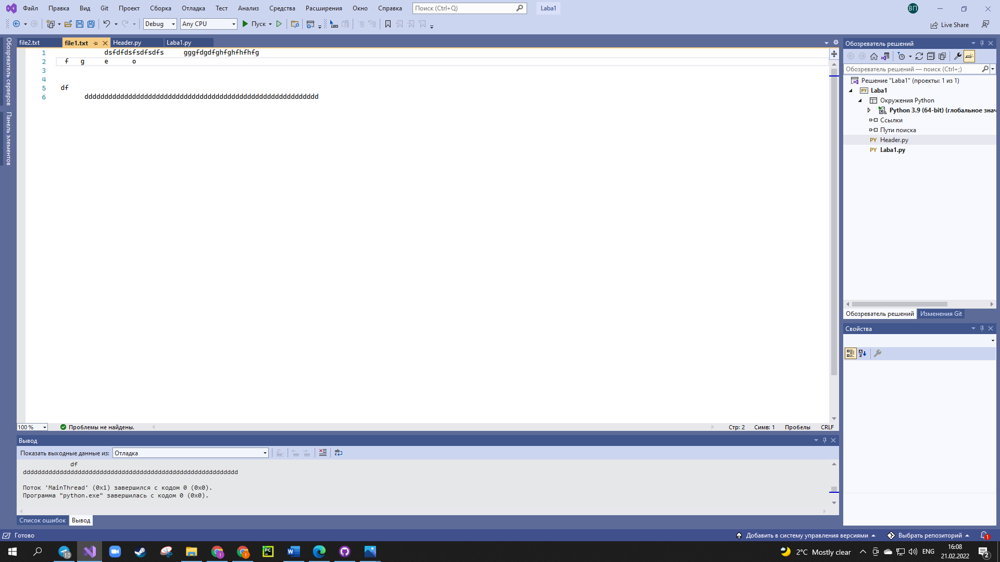 Файл Правка Вид Git Проект Сборка Отладка Тест Анализ Средства Расширения Окно Справка Поиск (Ctrl+Q) Laba1 ВП
Debug Any CPU Пуск Live Share
file2.txt file1.txt Header.py Laba1.py
Обозреватель серверов
Панель элементов
1 dsfdfdsfsdfsdfs gggfdgdfghfghfhfhfg
2 f g e o
3
4
5 df
6 ddddddddddddddddddddddddddddddddddddddddddddddddddddddddddd
100 % Проблемы не найдены. Стр: 2 Симв: 1 Пробелы CRLF
Вывод
Показать выходные данные из: Отладка
df
ddddddddddddddddddddddddddddddddddddddddddddddddddddddddddd
Поток 'MainThread' (0x1) завершился с кодом 0 (0x0).
Программа "python.exe" завершилась с кодом 0 (0x0).
Список ошибок Вывод
Обозреватель решений
Обозреватель решений — поиск (Ctrl+;)
Решение "Laba1" (проекты: 1 из 1)
PY Laba1
Окружения Python
Python 3.9 (64-bit) (глобальное знач
Ссылки
Пути поиска
PY Header.py
PY Laba1.py
Обозреватель решений Изменения Git
Свойства
Готово Добавить в систему управления версиями Выбрать репозиторий 1
10 PC W 2°C Mostly clear ENG 16:08
21.02.2022 2